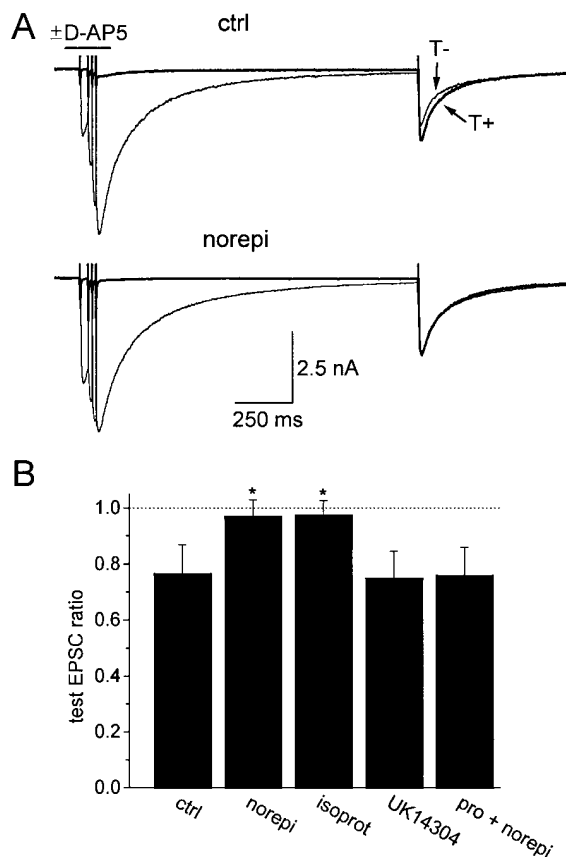 A
±D-AP5
ctrl
T-
T+
norepi
2.5 nA
250 ms
B
test EPSC ratio
1.0
0.8
0.6
0.4
0.2
0.0
*
*
ctrl
norepi
isoprot
UK14304
pro + norepi